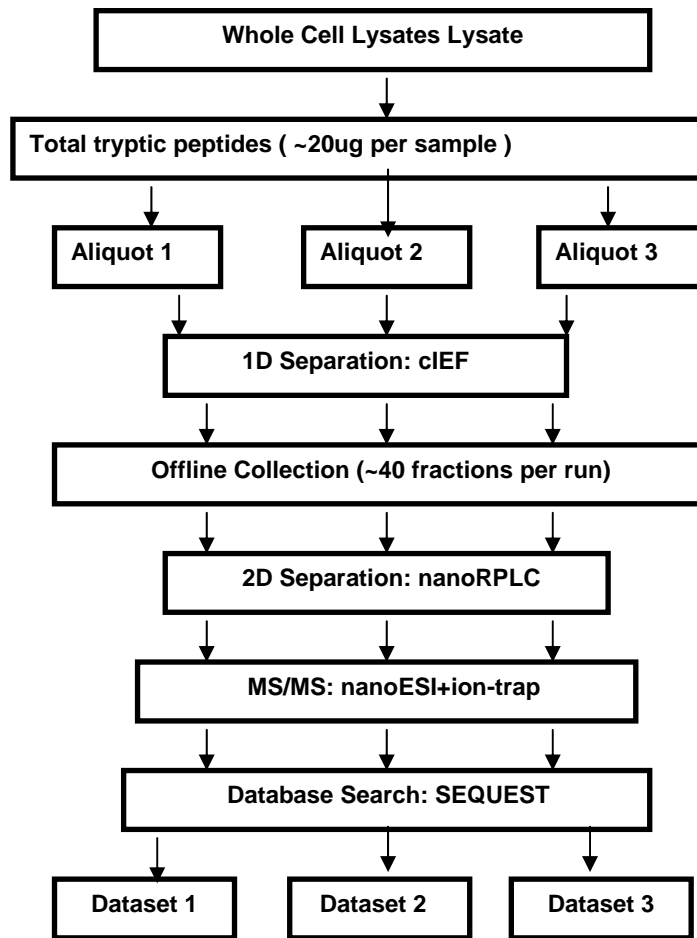 Whole Cell Lysates Lysate
Total tryptic peptides ( ~20ug per sample )
Aliquot 1
Aliquot 2
Aliquot 3
1D Separation: cIEF
Offline Collection (~40 fractions per run)
2D Separation: nanoRPLC
MS/MS: nanoESI+ion-trap
Database Search: SEQUEST
Dataset 1
Dataset 2
Dataset 3